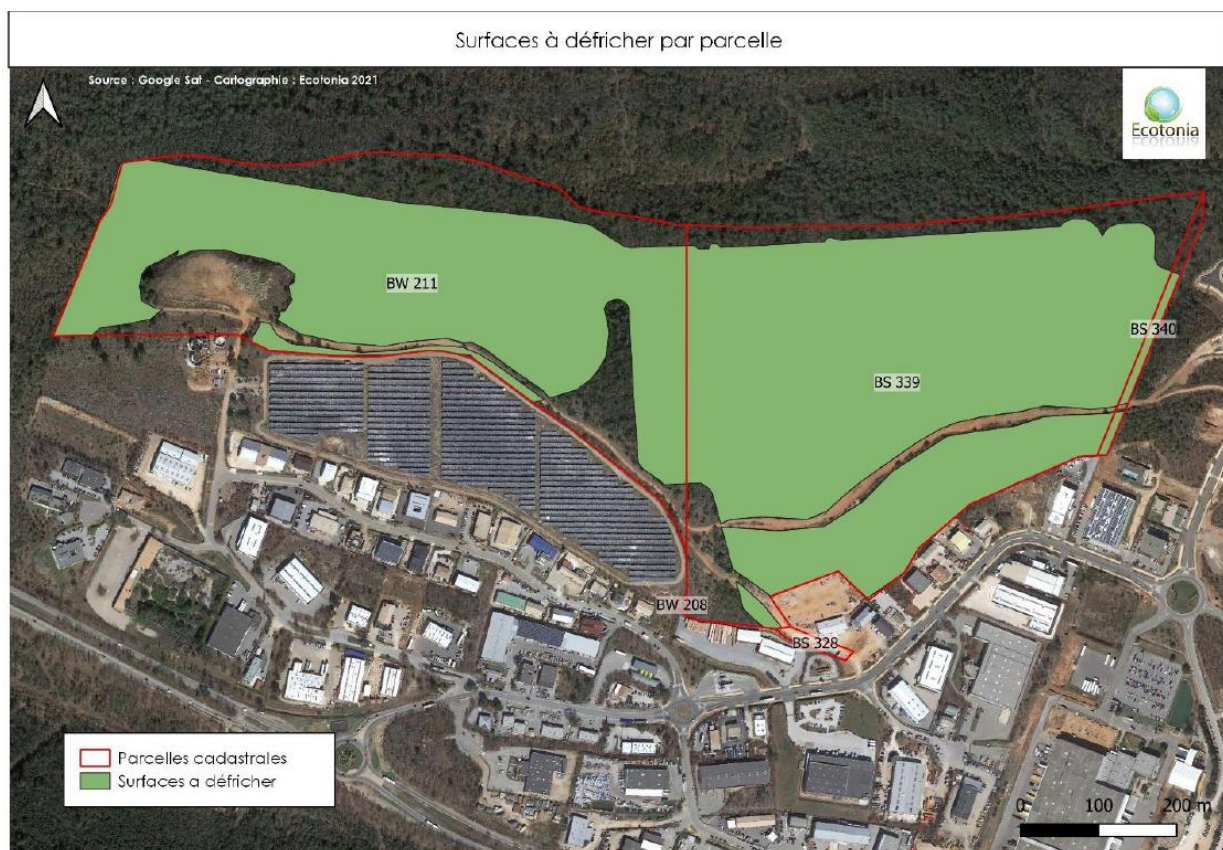 Surfaces à défricher par parcelle
Source : Google Sat - Cartographie : Ecotonia 2021
Ecotonia
BW 211
BS 340
BS 339
BW 208
BS 328
Parcelles cadastrales
Surfaces a défricher
0 100 200 m